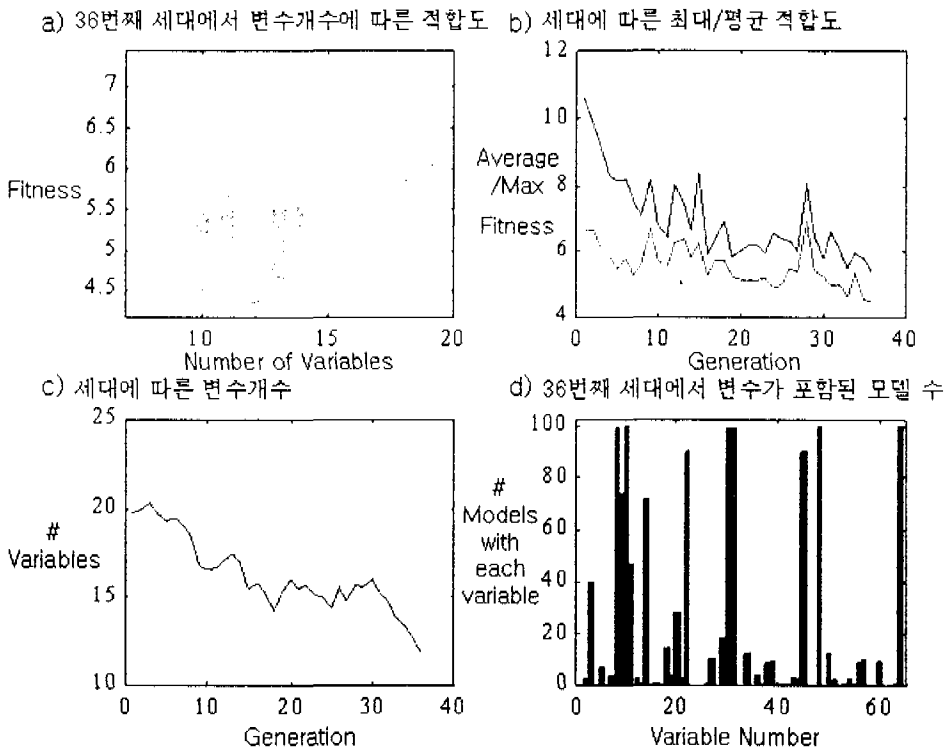 a) 36번째 세대에서 변수개수에 따른 적합도
7
6.5
6
Fitness
5.5
5
4.5
10
15
20
Number of Variables
b) 세대에 따른 최대/평균 적합도
12
10
Average
/Max
8
Fitness
6
4
0
10
20
30
40
Generation
c) 세대에 따른 변수개수
25
20
#
Variables
15
10
0
10
20
30
40
Generation
d) 36번째 세대에서 변수가 포함된 모델 수
100
80
#
Models
with
each
variable
60
40
20
0
0
20
40
60
Variable Number